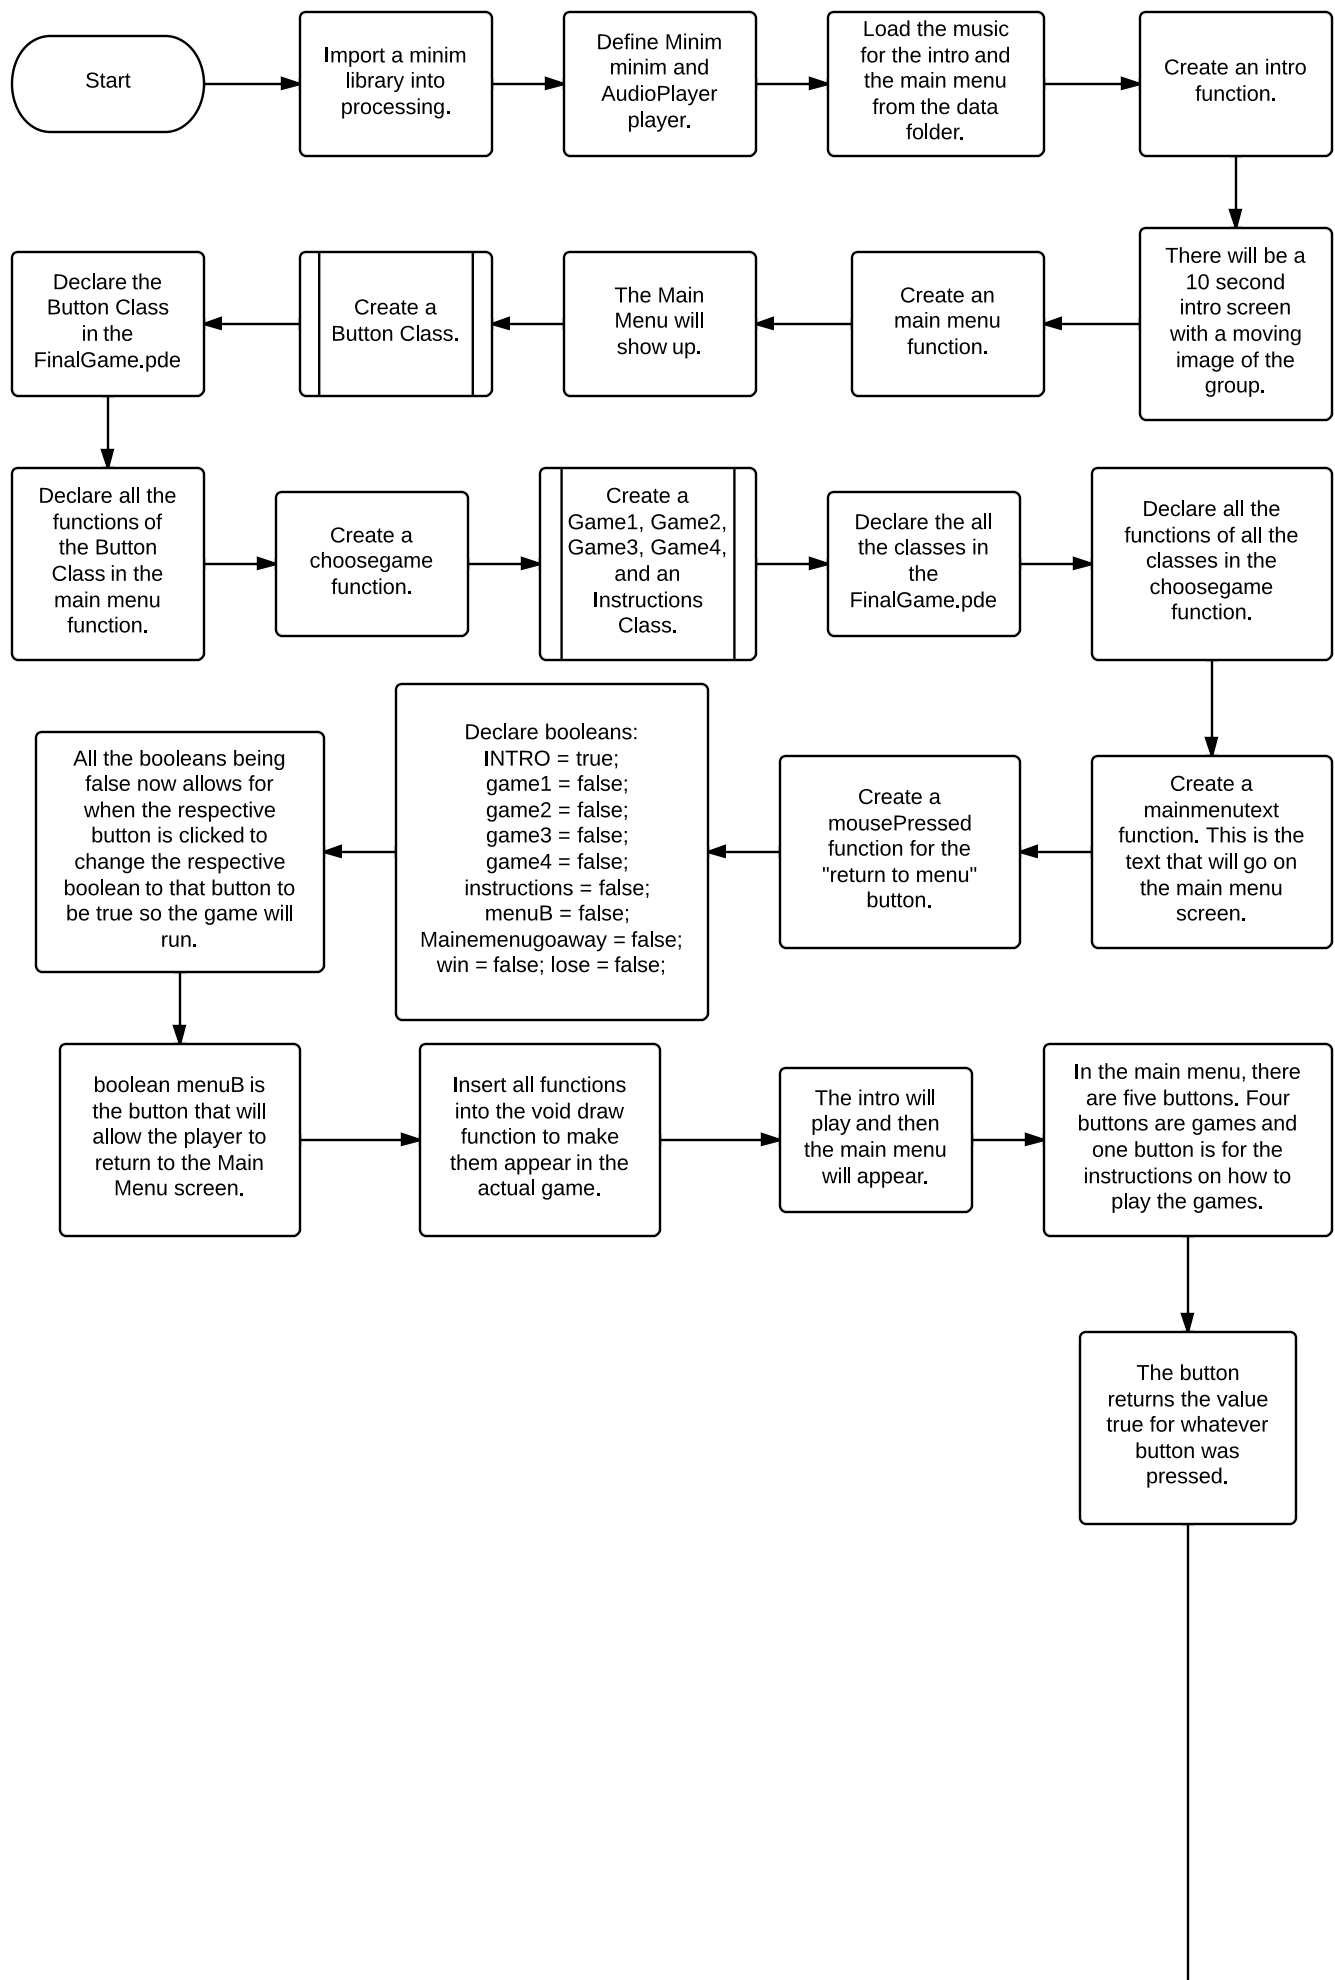 Start
Import a minim
library into
processing.
Define Minim
minim and
AudioPlayer
player.
Load the music
for the intro and
the main menu
from the data
folder.
Create an intro
function.
There will be a
10 second
intro screen
with a moving
image of the
group.
Create an
main menu
function.
The Main
Menu will
show up.
Create a
Button Class.
Declare the
Button Class
in the
FinalGame.pde
Declare all the
functions of
the Button
Class in the
main menu
function.
Create a
choosegame
function.
Create a
Game1, Game2,
Game3, Game4,
and an
Instructions
Class.
Declare the all
the classes in
the
FinalGame.pde
Declare all the
functions of all the
classes in the
choosegame
function.
Create a
mainmenutext
function. This is the
text that will go on
the main menu
screen.
Create a
mousePressed
function for the
"return to menu"
button.
Declare booleans:
INTRO = true;
game1 = false;
game2 = false;
game3 = false;
game4 = false;
instructions = false;
menuB = false;
Mainemenugoaway = false;
win = false; lose = false;
All the booleans being
false now allows for
when the respective
button is clicked to
change the respective
boolean to that button to
be true so the game will
run.
boolean menuB is
the button that will
allow the player to
return to the Main
Menu screen.
Insert all functions
into the void draw
function to make
them appear in the
actual game.
The intro will
play and then
the main menu
will appear.
In the main menu, there
are five buttons. Four
buttons are games and
one button is for the
instructions on how to
play the games.
The button
returns the value
true for whatever
button was
pressed.